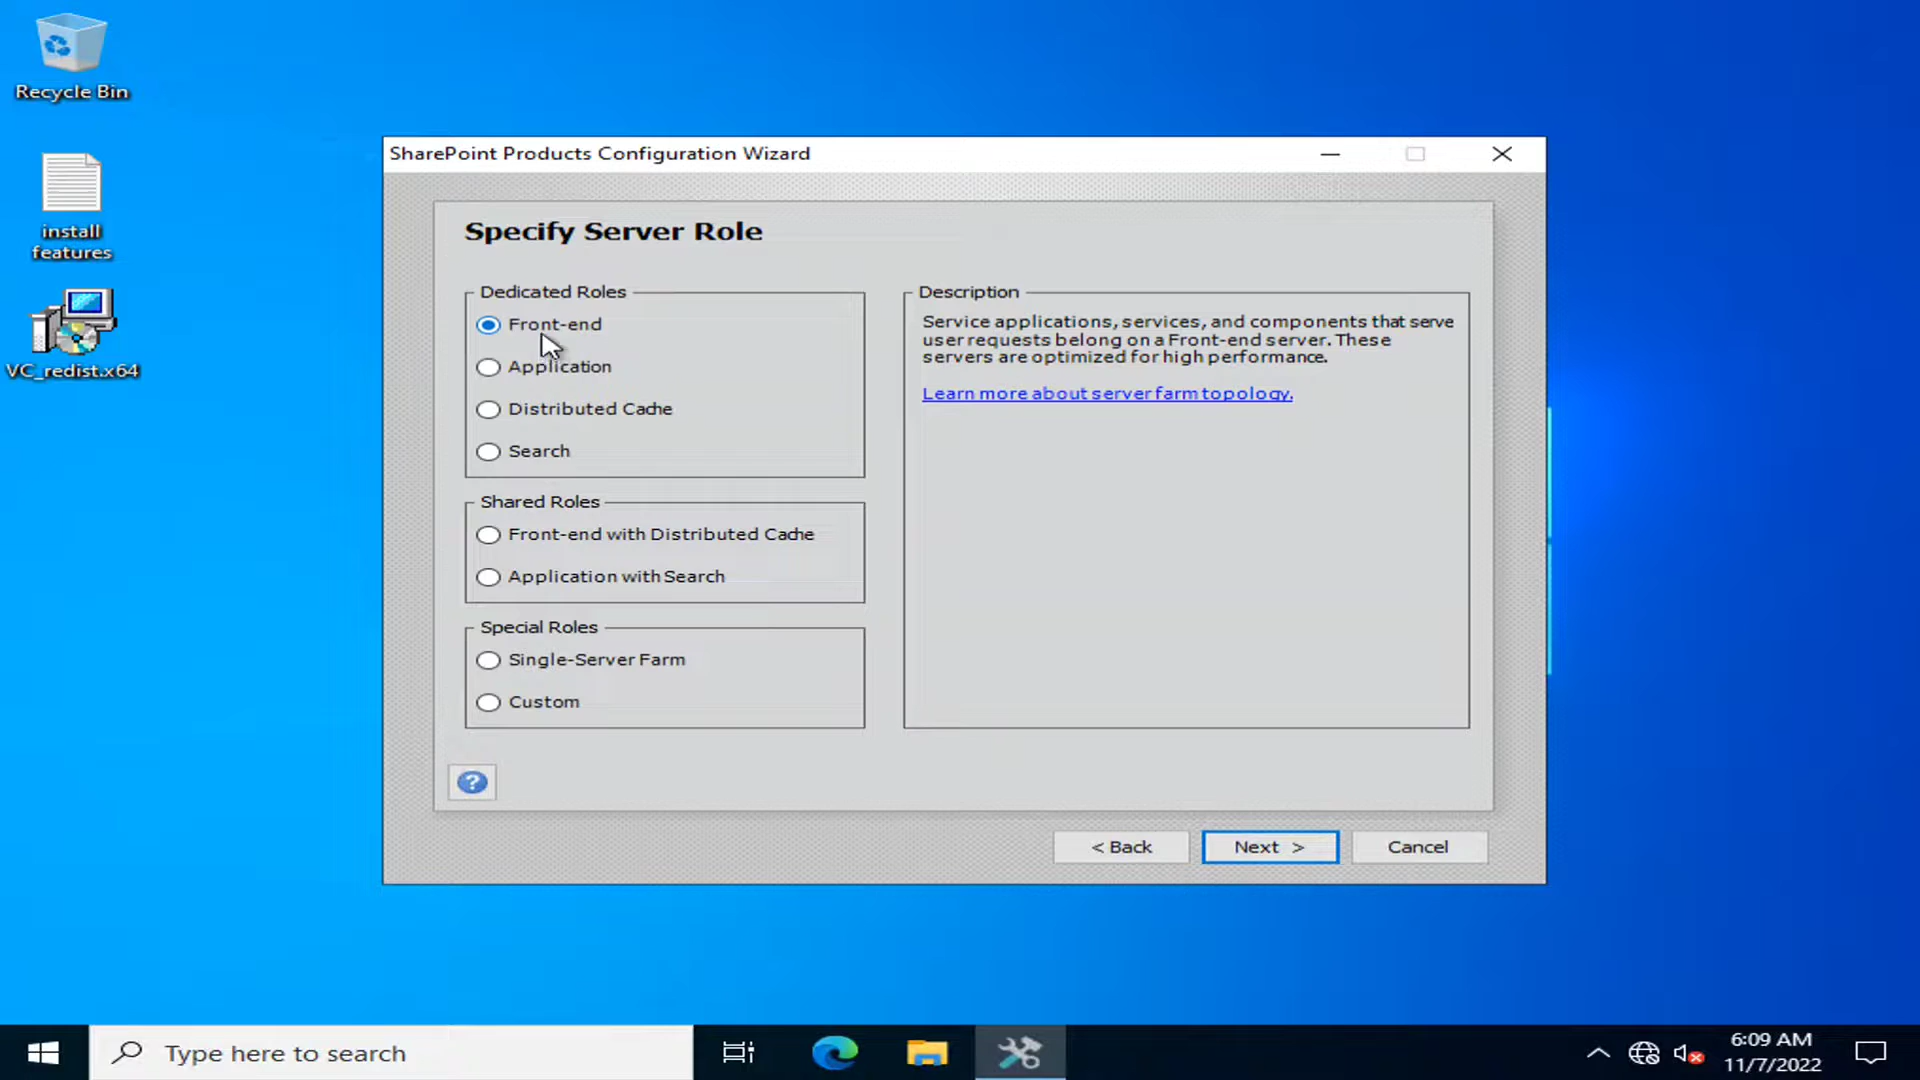 Recycle Bin
install
features
VC_redist.x64
SharePoint Products Configuration Wizard
Specify Server Role
Dedicated Roles
Front-end
Application
Distributed Cache
Search
Shared Roles
Front-end with Distributed Cache
Application with Search
Special Roles
Single-Server Farm
Custom
Description
Service applications, services, and components that serve
user requests belong on a Front-end server. These
servers are optimized for high performance.
Learn more about server farm topology.
?
< Back
Next >
Cancel
Type here to search
6:09 AM
11/7/2022